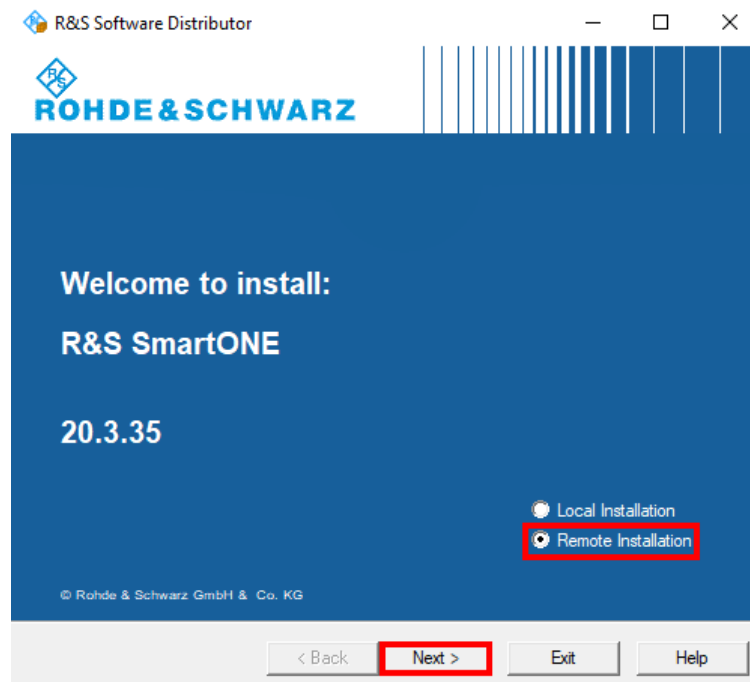 R&S Software Distributor
R&S
ROHDE&SCHWARZ
Welcome to install:
R&S SmartONE
20.3.35
Local Installation
Remote Installation
© Rohde & Schwarz GmbH & Co. KG
< Back Next > Exit Help